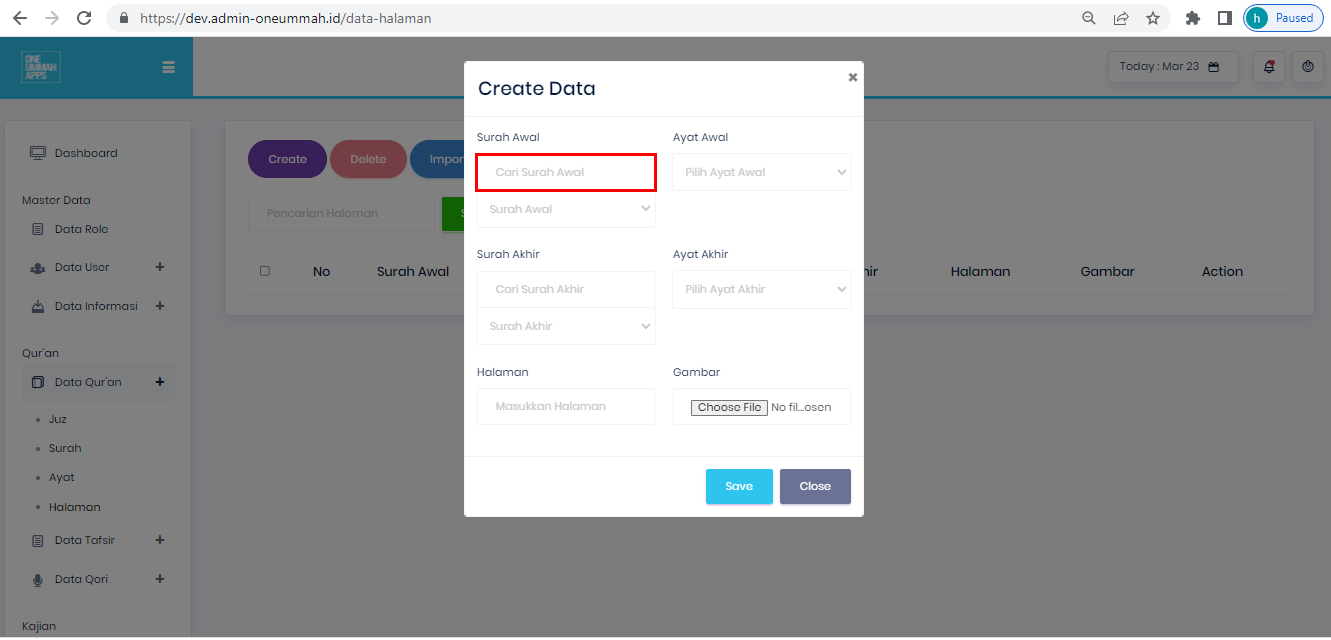 https://dev.admin-oneummah.id/data-halaman
h Paused
ONE
UMMAH
APPS
Today : Mar 23
Create Data
Dashboard
Master Data
Data Role
Data User
Data Informasi
Qur'an
Data Qur'an
Juz
Surah
Ayat
Halaman
Data Tafsir
Data Qori
Kajian
Create
Delete
Pencarian Halaman
No
Surah Awal
Halaman
Gambar
Action
Surah Awal
Ayat Awal
Cari Surah Awal
Pilih Ayat Awal
Surah Awal
Surah Akhir
Ayat Akhir
Cari Surah Akhir
Pilih Ayat Akhir
Surah Akhir
Halaman
Gambar
Masukkan Halaman
Choose File No fil...osen
Save
Close